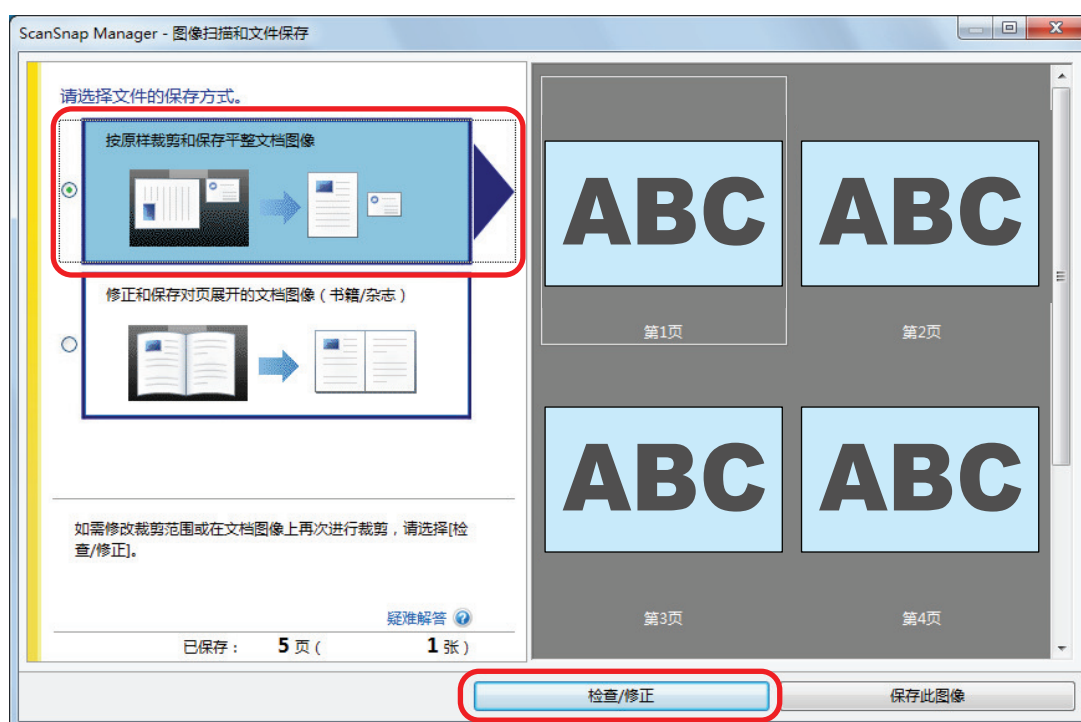 ScanSnap Manager - 图像扫描和文件保存
请选择文件的保存方式。
按原样裁剪和保存平整文档图像
修正和保存对页展开的文档图像（书籍/杂志）
如需修改裁剪范围或在文档图像上再次进行裁剪，请选择[检
查/修正]。
疑难解答
已保存： 5 页（ 1 张）
ABC
第1页
ABC
第2页
ABC
第3页
ABC
第4页
检查/修正
保存此图像